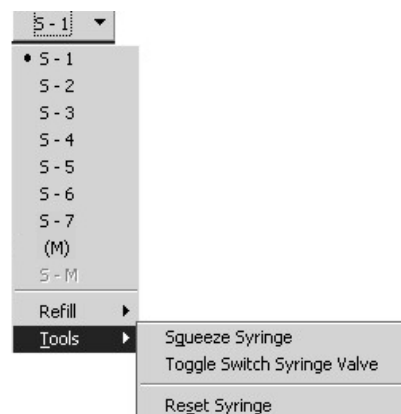 S - 1
S - 1
S - 2
S - 3
S - 4
S - 5
S - 6
S - 7
(M)
S - M
Refill
Tools
Squeeze Syringe
Toggle Switch Syringe Valve
Reset Syringe